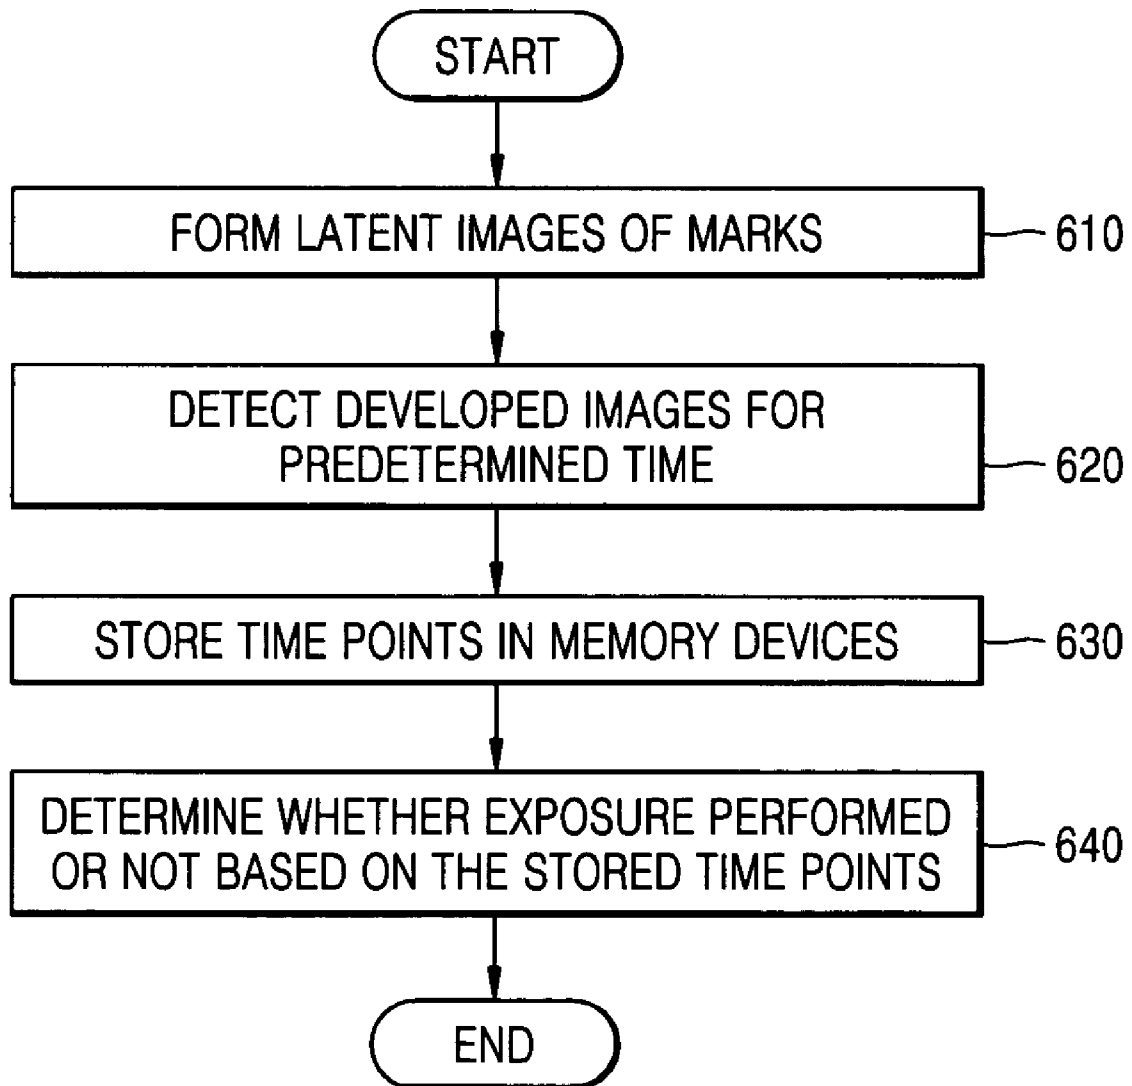 START
FORM LATENT IMAGES OF MARKS
610
DETECT DEVELOPED IMAGES FOR
PREDETERMINED TIME
620
STORE TIME POINTS IN MEMORY DEVICES
630
DETERMINE WHETHER EXPOSURE PERFORMED
OR NOT BASED ON THE STORED TIME POINTS
640
END